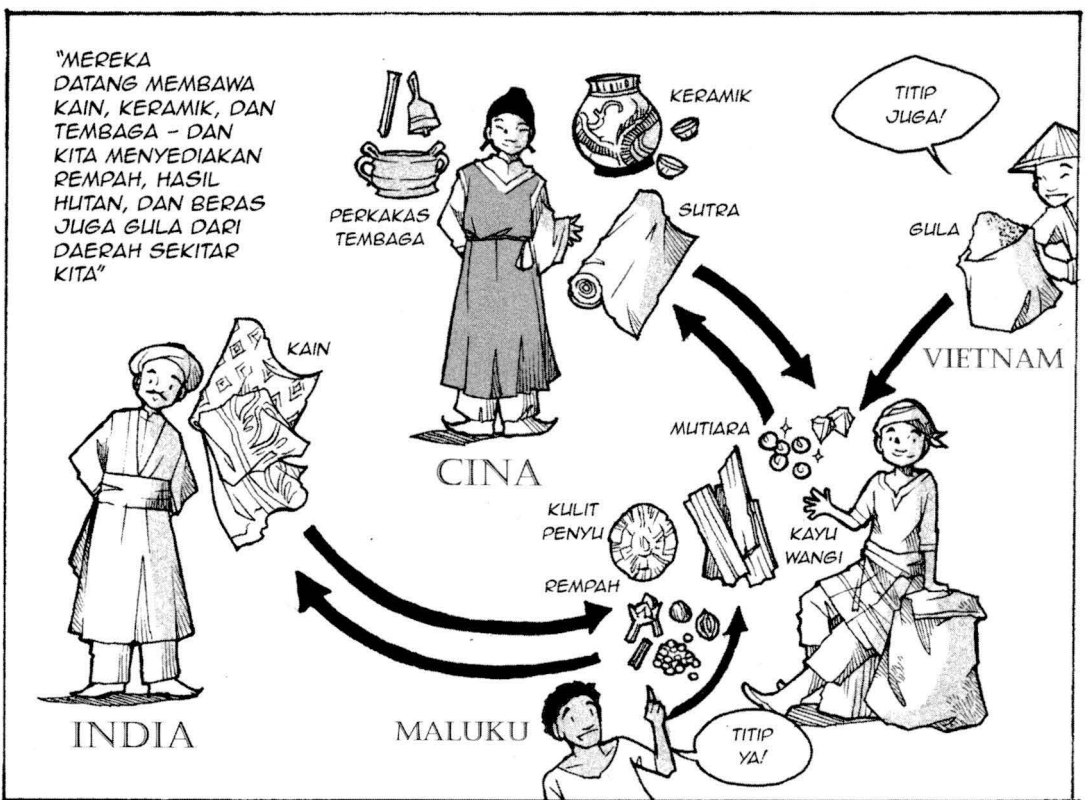 "MEREKA
DATANG MEMBAWA
KAIN, KERAMIK, DAN
TEMBAGA - DAN
KITA MENYEDIAKAN
REMPAH, HASIL
HUTAN, DAN BERAS
JUGA GULA DARI
DAERAH SEKITAR
KITA"
PERKAKAS
TEMBAGA
KERAMIK
SUTRA
TITIP
JUGA!
GULA
VIETNAM
KAIN
CINA
MUTIARA
KULIT
PENYU
KAYU
WANGI
REMPAH
INDIA
MALUKU
TITIP
YA!